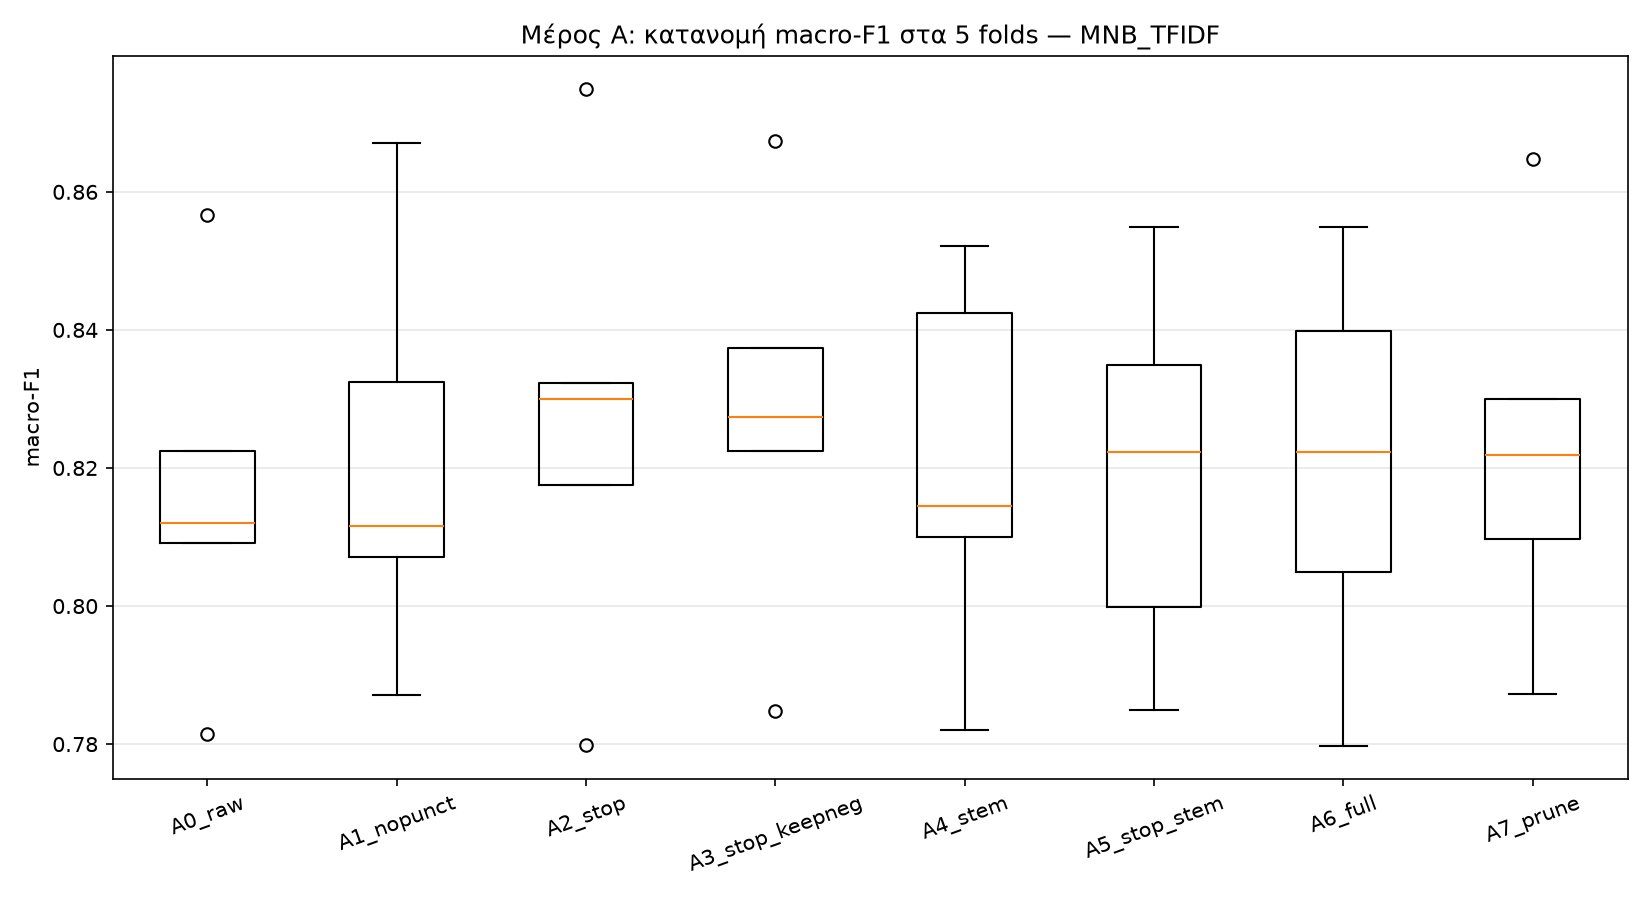 Μέρος Α: κατανομή macro-F1 στα 5 folds — MNB_TFIDF
macro-F1
0.86
0.84
0.82
0.80
0.78
A0_raw
A1_nopunct
A2_stop
A3_stop_keepneg
A4_stem
A5_stop_stem
A6_full
A7_prune